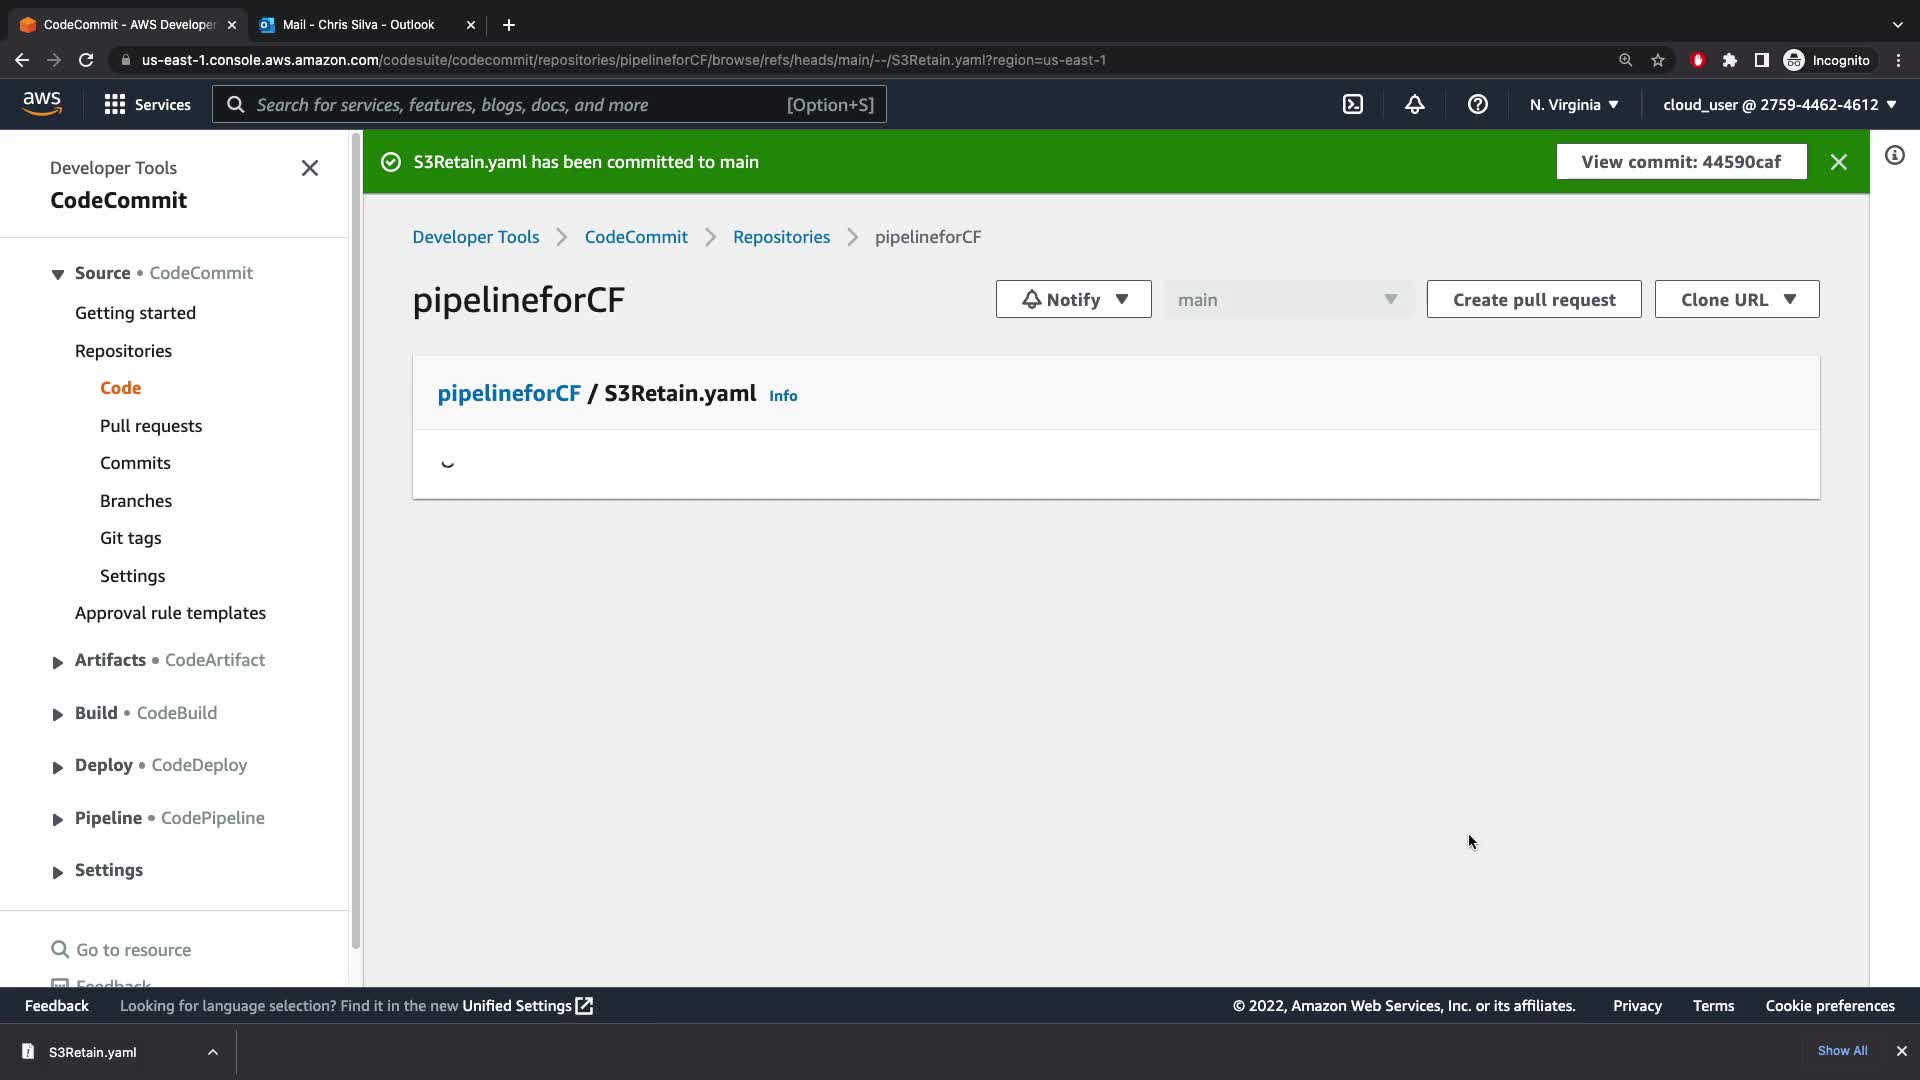 CodeCommit - AWS Developer
Mail - Chris Silva - Outlook
us-east-1.console.aws.amazon.com/codesuite/codecommit/repositories/pipelineforCF/browse/refs/heads/main/--/S3Retain.yaml?region=us-east-1
Incognito
aws
Services
Search for services, features, blogs, docs, and more
[Option+S]
N. Virginia
cloud_user @ 2759-4462-4612
Developer Tools
CodeCommit
Source • CodeCommit
Getting started
Repositories
Code
Pull requests
Commits
Branches
Git tags
Settings
Approval rule templates
Artifacts • CodeArtifact
Build • CodeBuild
Deploy • CodeDeploy
Pipeline • CodePipeline
Settings
Go to resource
Feedback
S3Retain.yaml has been committed to main
View commit: 44590caf
Developer Tools
CodeCommit
Repositories
pipelineforCF
pipelineforCF
Notify
main
Create pull request
Clone URL
pipelineforCF / S3Retain.yaml Info
Feedback
Looking for language selection? Find it in the new Unified Settings
© 2022, Amazon Web Services, Inc. or its affiliates.
Privacy
Terms
Cookie preferences
S3Retain.yaml
Show All